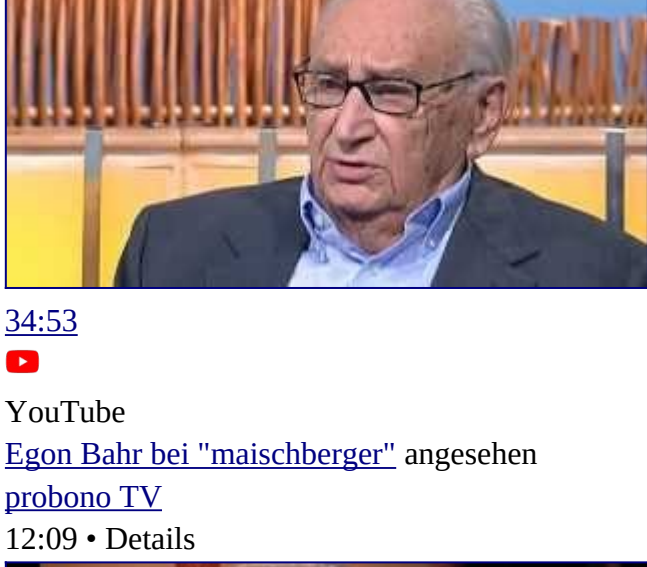 34:53
YouTube
Egon Bahr bei "maischberger" angesehen
probono TV
12:09 • Details